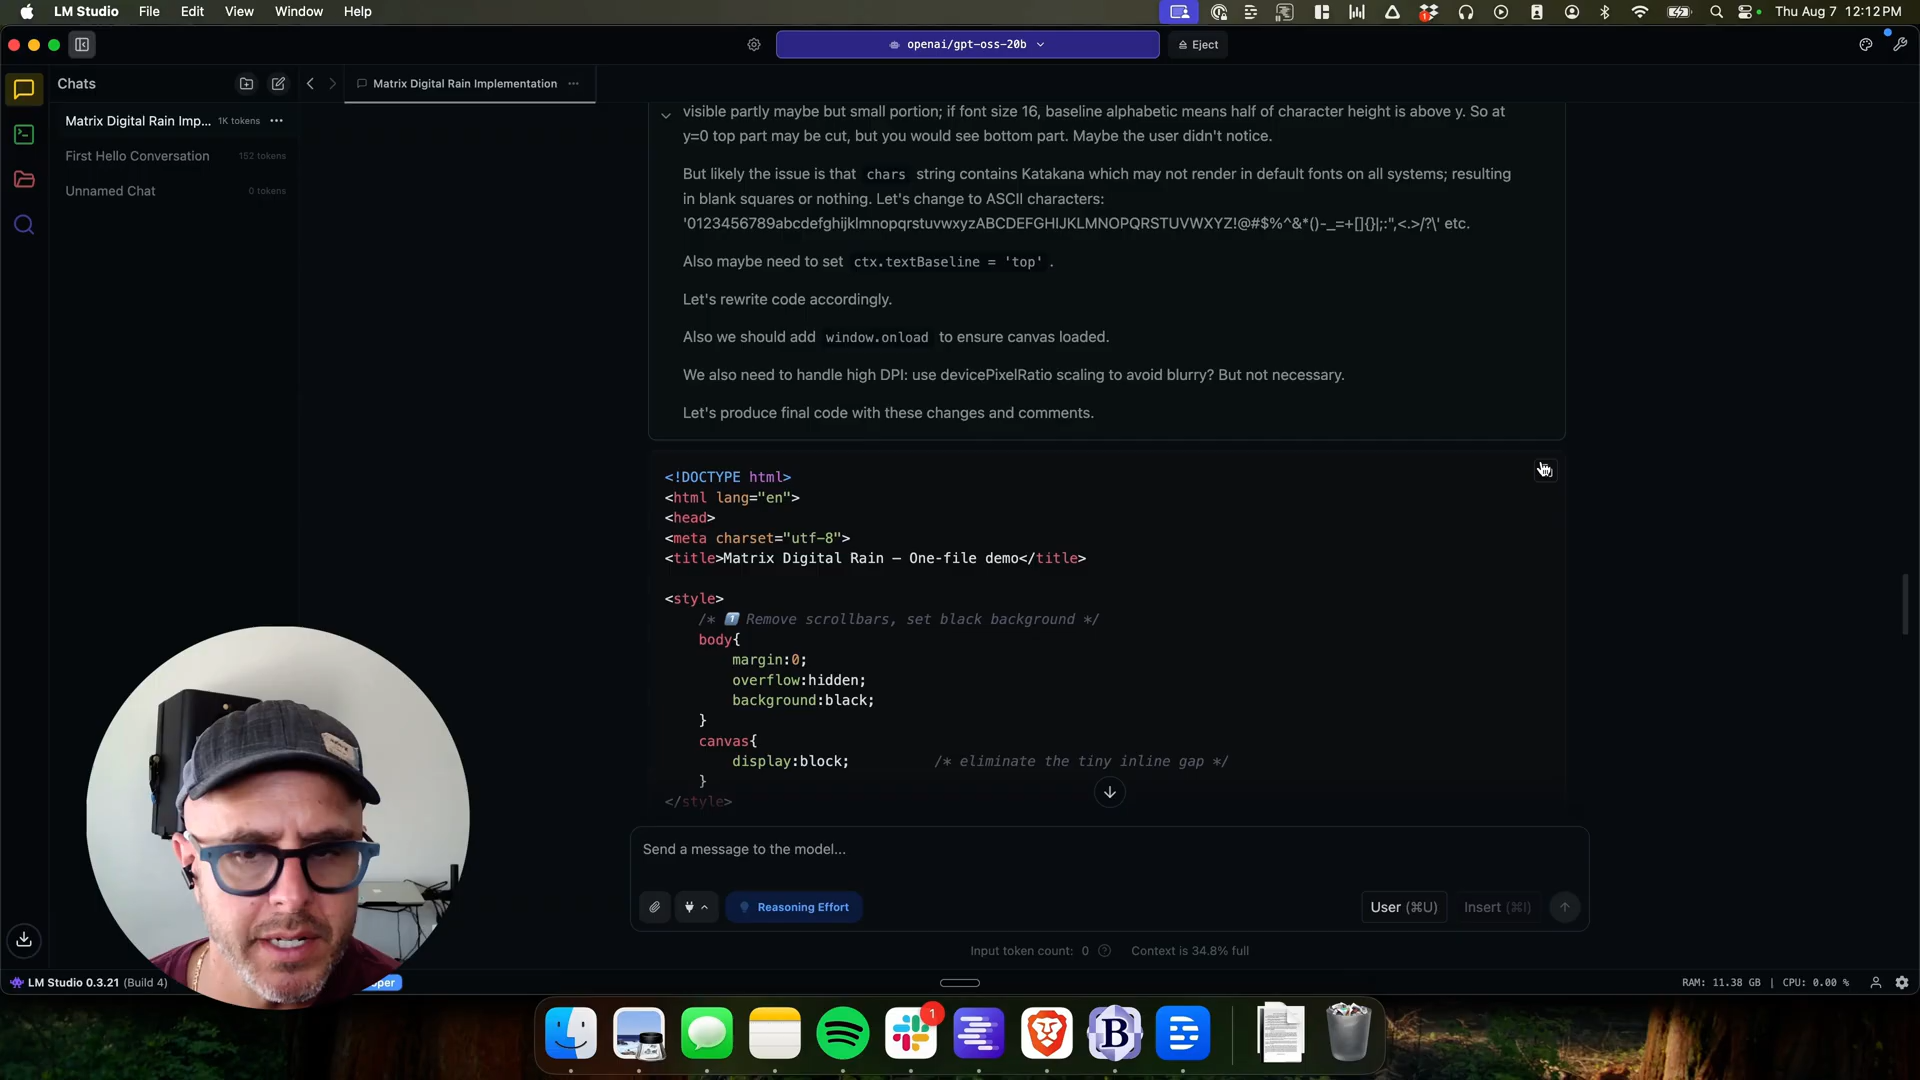 LM Studio File Edit View Window Help
1
Thu Aug 7 12:12 PM
openai/gpt-oss-20b
Eject
Chats
Matrix Digital Rain Implementation
Matrix Digital Rain Imp... 1K tokens
First Hello Conversation 152 tokens
Unnamed Chat 0 tokens
visible partly maybe but small portion; if font size 16, baseline alphabetic means half of character height is above y. So at
y=0 top part may be cut, but you would see bottom part. Maybe the user didn't notice.
But likely the issue is that chars string contains Katakana which may not render in default fonts on all systems; resulting
in blank squares or nothing. Let's change to ASCII characters:
'0123456789abcdefghijklmnopqrstuvwxyzABCDEFGHIJKLMNOPQRSTUVWXYZ!@#$%^&*()-_=+[]{}|;:",<.>/?\' etc.
Also maybe need to set ctx.textBaseline = 'top' .
Let's rewrite code accordingly.
Also we should add window.onload to ensure canvas loaded.
We also need to handle high DPI: use devicePixelRatio scaling to avoid blurry? But not necessary.
Let's produce final code with these changes and comments.
<!DOCTYPE html>
<html lang="en">
<head>
<meta charset="utf-8">
<title>Matrix Digital Rain – One-file demo</title>
<style>
/* 1️⃣ Remove scrollbars, set black background */
body{
margin:0;
overflow:hidden;
background:black;
}
canvas{
display:block; /* eliminate the tiny inline gap */
}
</style>
Send a message to the model...
Reasoning Effort
User (⌘U)
Insert (⌘I)
Input token count: 0
Context is 34.8% full
LM Studio 0.3.21 (Build 4)
RAM: 11.38 GB | CPU: 0.00 %
1
B